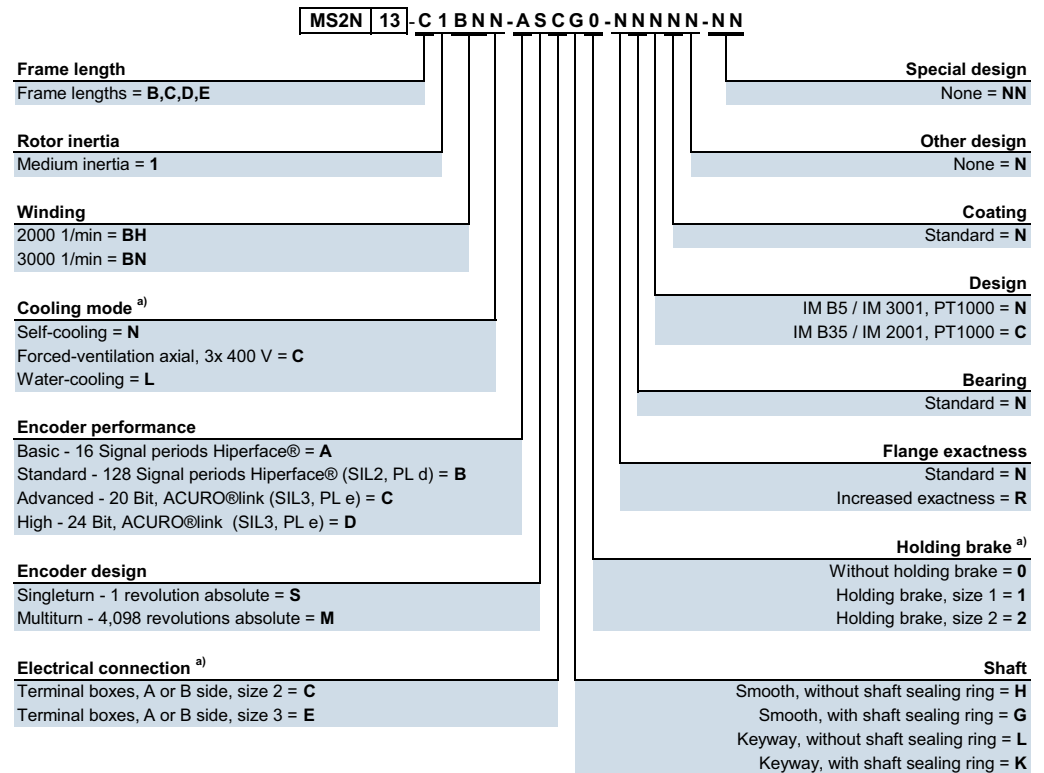 MS2N 13 - C 1 B N N - A S C G 0 - N N N N N - N N
Frame length
Frame lengths = B,C,D,E
Rotor inertia
Medium inertia = 1
Winding
2000 1/min = BH
3000 1/min = BN
Cooling mode a)
Self-cooling = N
Forced-ventilation axial, 3x 400 V = C
Water-cooling = L
Encoder performance
Basic - 16 Signal periods Hiperface® = A
Standard - 128 Signal periods Hiperface® (SIL2, PL d) = B
Advanced - 20 Bit, ACURO®link (SIL3, PL e) = C
High - 24 Bit, ACURO®link (SIL3, PL e) = D
Encoder design
Singleturn - 1 revolution absolute = S
Multiturn - 4,098 revolutions absolute = M
Electrical connection a)
Terminal boxes, A or B side, size 2 = C
Terminal boxes, A or B side, size 3 = E
Special design
None = NN
Other design
None = N
Coating
Standard = N
Design
IM B5 / IM 3001, PT1000 = N
IM B35 / IM 2001, PT1000 = C
Bearing
Standard = N
Flange exactness
Standard = N
Increased exactness = R
Holding brake a)
Without holding brake = 0
Holding brake, size 1 = 1
Holding brake, size 2 = 2
Shaft
Smooth, without shaft sealing ring = H
Smooth, with shaft sealing ring = G
Keyway, without shaft sealing ring = L
Keyway, with shaft sealing ring = K